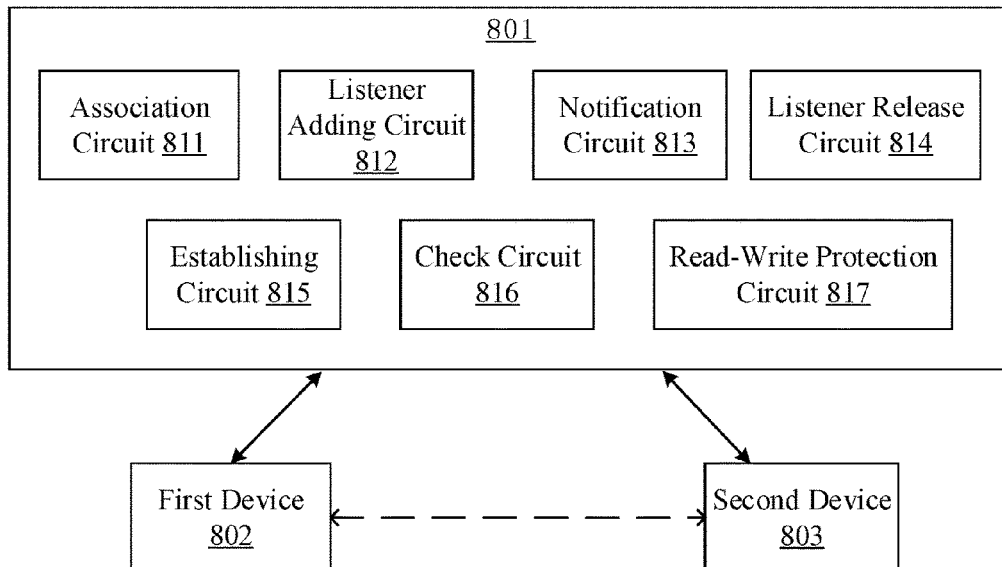 801
Association
Circuit 811
Listener
Adding Circuit
812
Notification
Circuit 813
Listener Release
Circuit 814
Establishing
Circuit 815
Check Circuit
816
Read-Write Protection
Circuit 817
First Device
802
Second Device
803